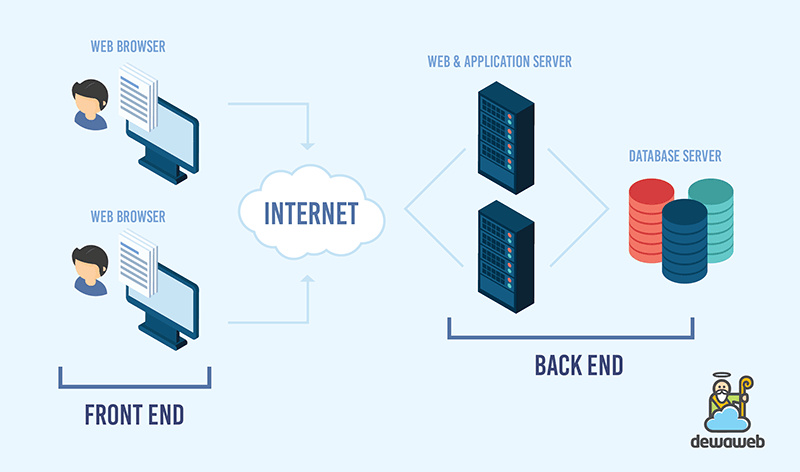 WEB BROWSER
WEB & APPLICATION SERVER
DATABASE SERVER
INTERNET
WEB BROWSER
BACK END
FRONT END
dewaweb